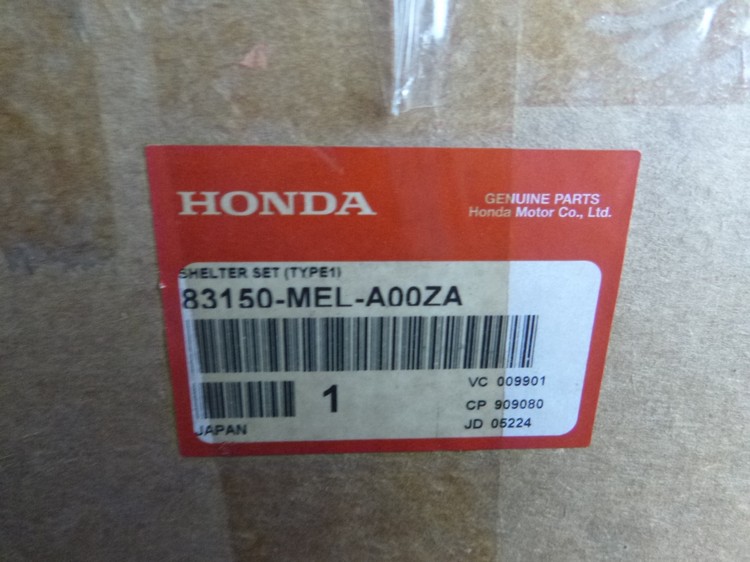 HONDA
GENUINE PARTS
Honda Motor Co., Ltd.
SHELTER SET (TYPE1)
83150-MEL-A00ZA
1
VC 009901
CP 909080
JD 05224
JAPAN